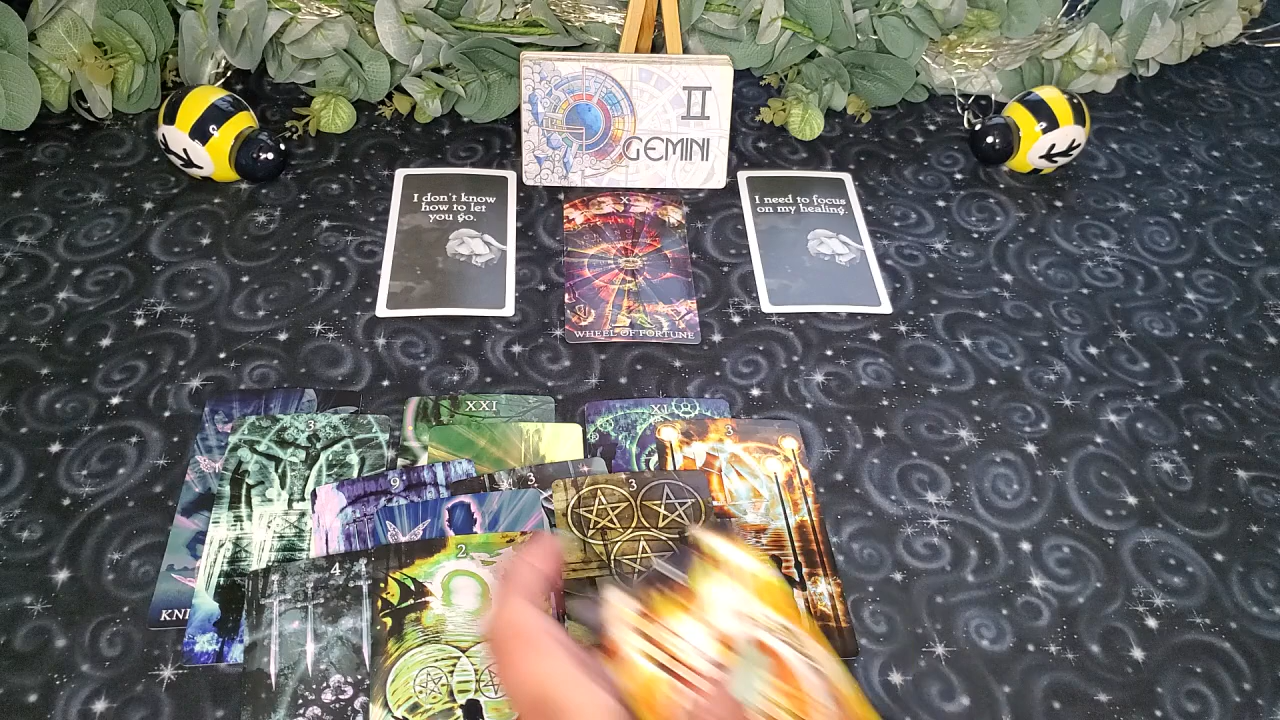 II
GEMINI
I don't know
how to let
you go.
I need to focus
on my healing.
X
WHEEL OF FORTUNE
XXI
XI
3
3
9
3
3
4
2
KNI